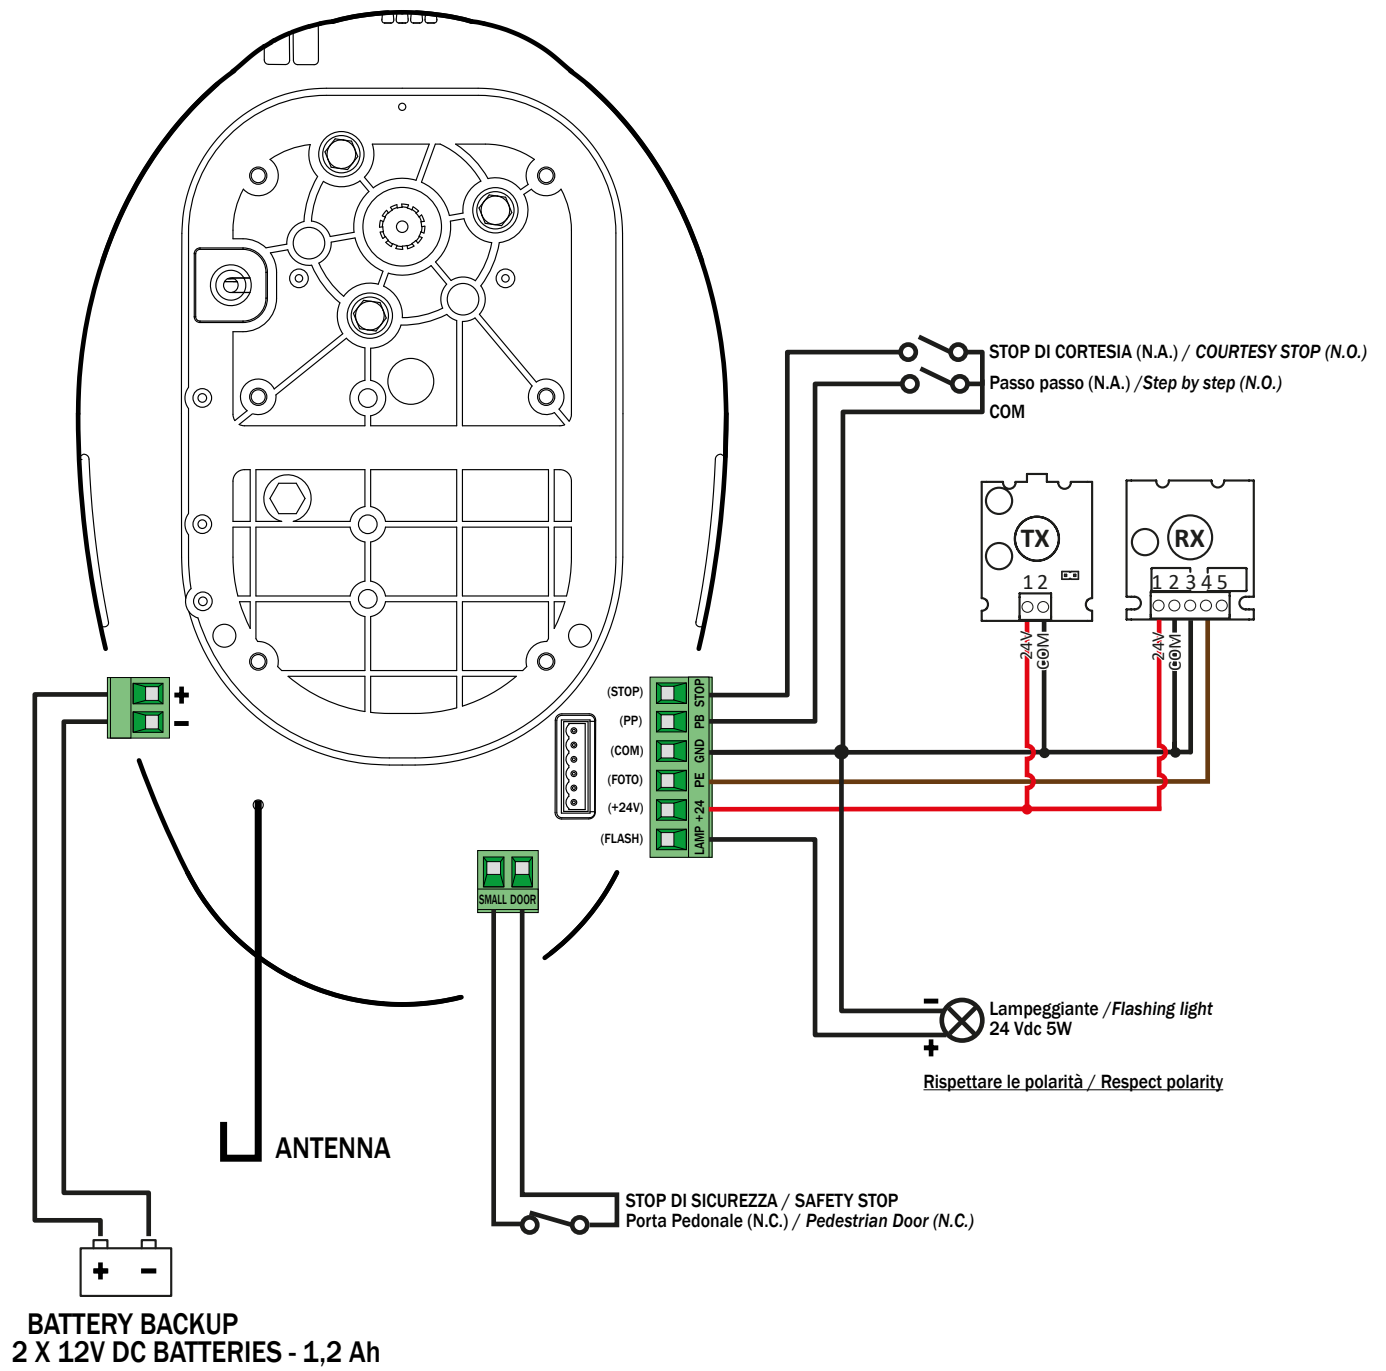 STOP DI CORTESIA (N.A.) / COURTESY STOP (N.O.)
Passo passo (N.A.) /Step by step (N.O.)
COM
TX
1 2
24V
COM
RX
1 2 3 4 5
24V
COM
+
−
(STOP)
STOP
(PP)
PB
(COM)
GND
(FOTO)
PE
(+24V)
+24
(FLASH)
LAMP
SMALL DOOR
−
+
Lampeggiante /Flashing light
24 Vdc 5W
Rispettare le polarità / Respect polarity
ANTENNA
STOP DI SICUREZZA / SAFETY STOP
Porta Pedonale (N.C.) / Pedestrian Door (N.C.)
+ −
BATTERY BACKUP
2 X 12V DC BATTERIES - 1,2 Ah